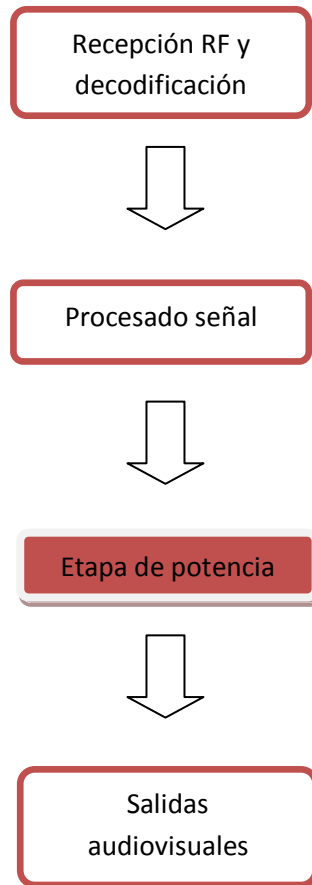 Recepción RF y
decodificación
Procesado señal
Etapa de potencia
Salidas
audiovisuales